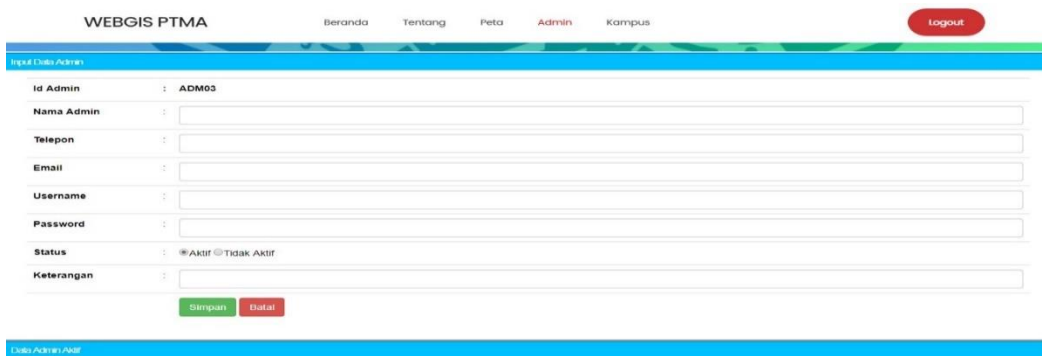 WEBGIS PTMA Beranda Tentang Peta Admin Kampus Logout
Input Data Admin
Id Admin : ADM03
Nama Admin :
Telepon :
Email :
Username :
Password :
Status : Aktif Tidak Aktif
Keterangan :
Simpan Batal
Data Admin Aktif